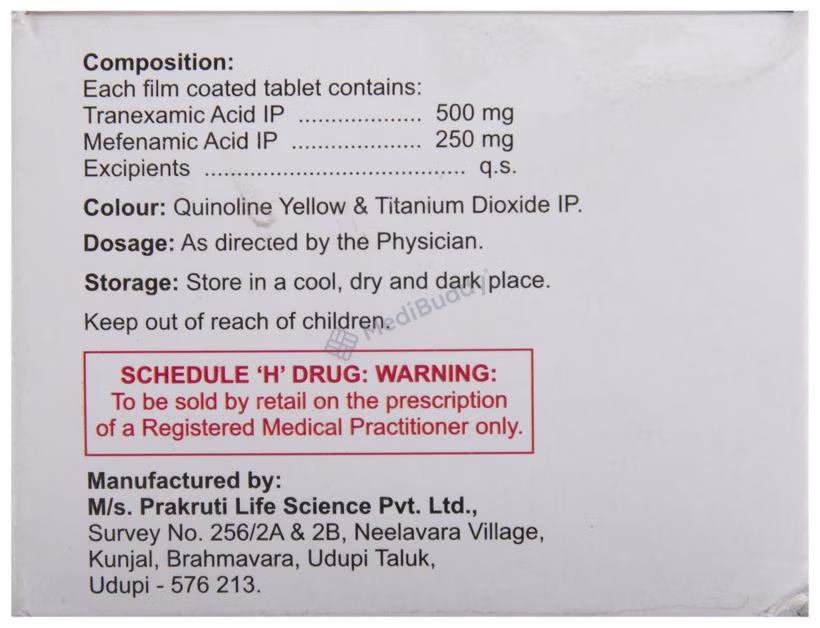 Composition:
Each film coated tablet contains:
Tranexamic Acid IP ................... 500 mg
Mefenamic Acid IP .................... 250 mg
Excipients ........................................ q.s.
Colour: Quinoline Yellow & Titanium Dioxide IP.
Dosage: As directed by the Physician.
Storage: Store in a cool, dry and dark place.
Keep out of reach of children.
MediBuddy
SCHEDULE ‘H’ DRUG: WARNING:
To be sold by retail on the prescription
of a Registered Medical Practitioner only.
Manufactured by:
M/s. Prakruti Life Science Pvt. Ltd.,
Survey No. 256/2A & 2B, Neelavara Village,
Kunjal, Brahmavara, Udupi Taluk,
Udupi - 576 213.